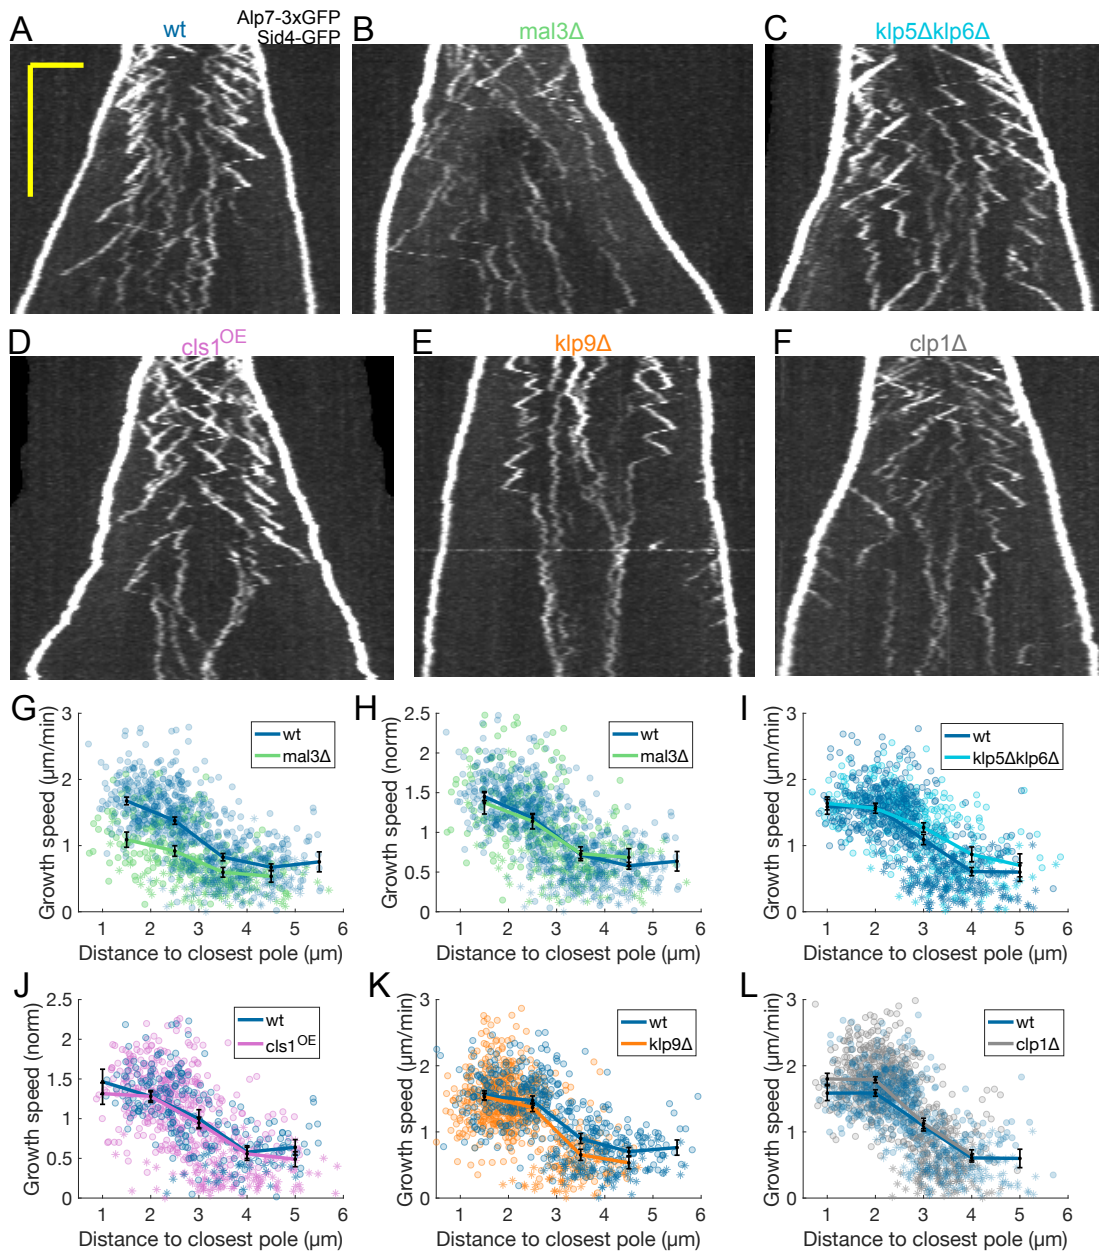 A
wt
Alp7-3xGFP
Sid4-GFP
B
mal3Δ
C
klp5Δklp6Δ
D
cls1OE
E
klp9Δ
F
clp1Δ
G
3
2
1
0
Growth speed (µm/min)
wt
mal3Δ
1 2 3 4 5 6
Distance to closest pole (µm)
H
2.5
2
1.5
1
0.5
0
Growth speed (norm)
wt
mal3Δ
1 2 3 4 5 6
Distance to closest pole (µm)
I
3
2
1
0
Growth speed (µm/min)
wt
klp5Δklp6Δ
1 2 3 4 5 6
Distance to closest pole (µm)
J
2.5
2
1.5
1
0.5
0
Growth speed (norm)
wt
cls1OE
1 2 3 4 5 6
Distance to closest pole (µm)
K
3
2
1
0
Growth speed (µm/min)
wt
klp9Δ
1 2 3 4 5 6
Distance to closest pole (µm)
L
3
2
1
0
Growth speed (µm/min)
wt
clp1Δ
1 2 3 4 5 6
Distance to closest pole (µm)